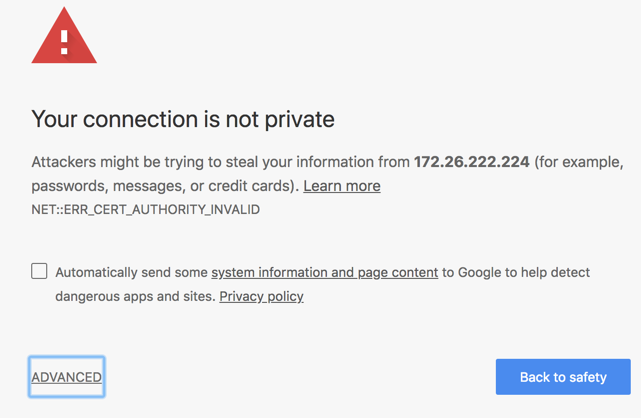 Your connection is not private
Attackers might be trying to steal your information from 172.26.222.224 (for example,
passwords, messages, or credit cards). Learn more
NET::ERR_CERT_AUTHORITY_INVALID
Automatically send some system information and page content to Google to help detect
dangerous apps and sites. Privacy policy
ADVANCED
Back to safety